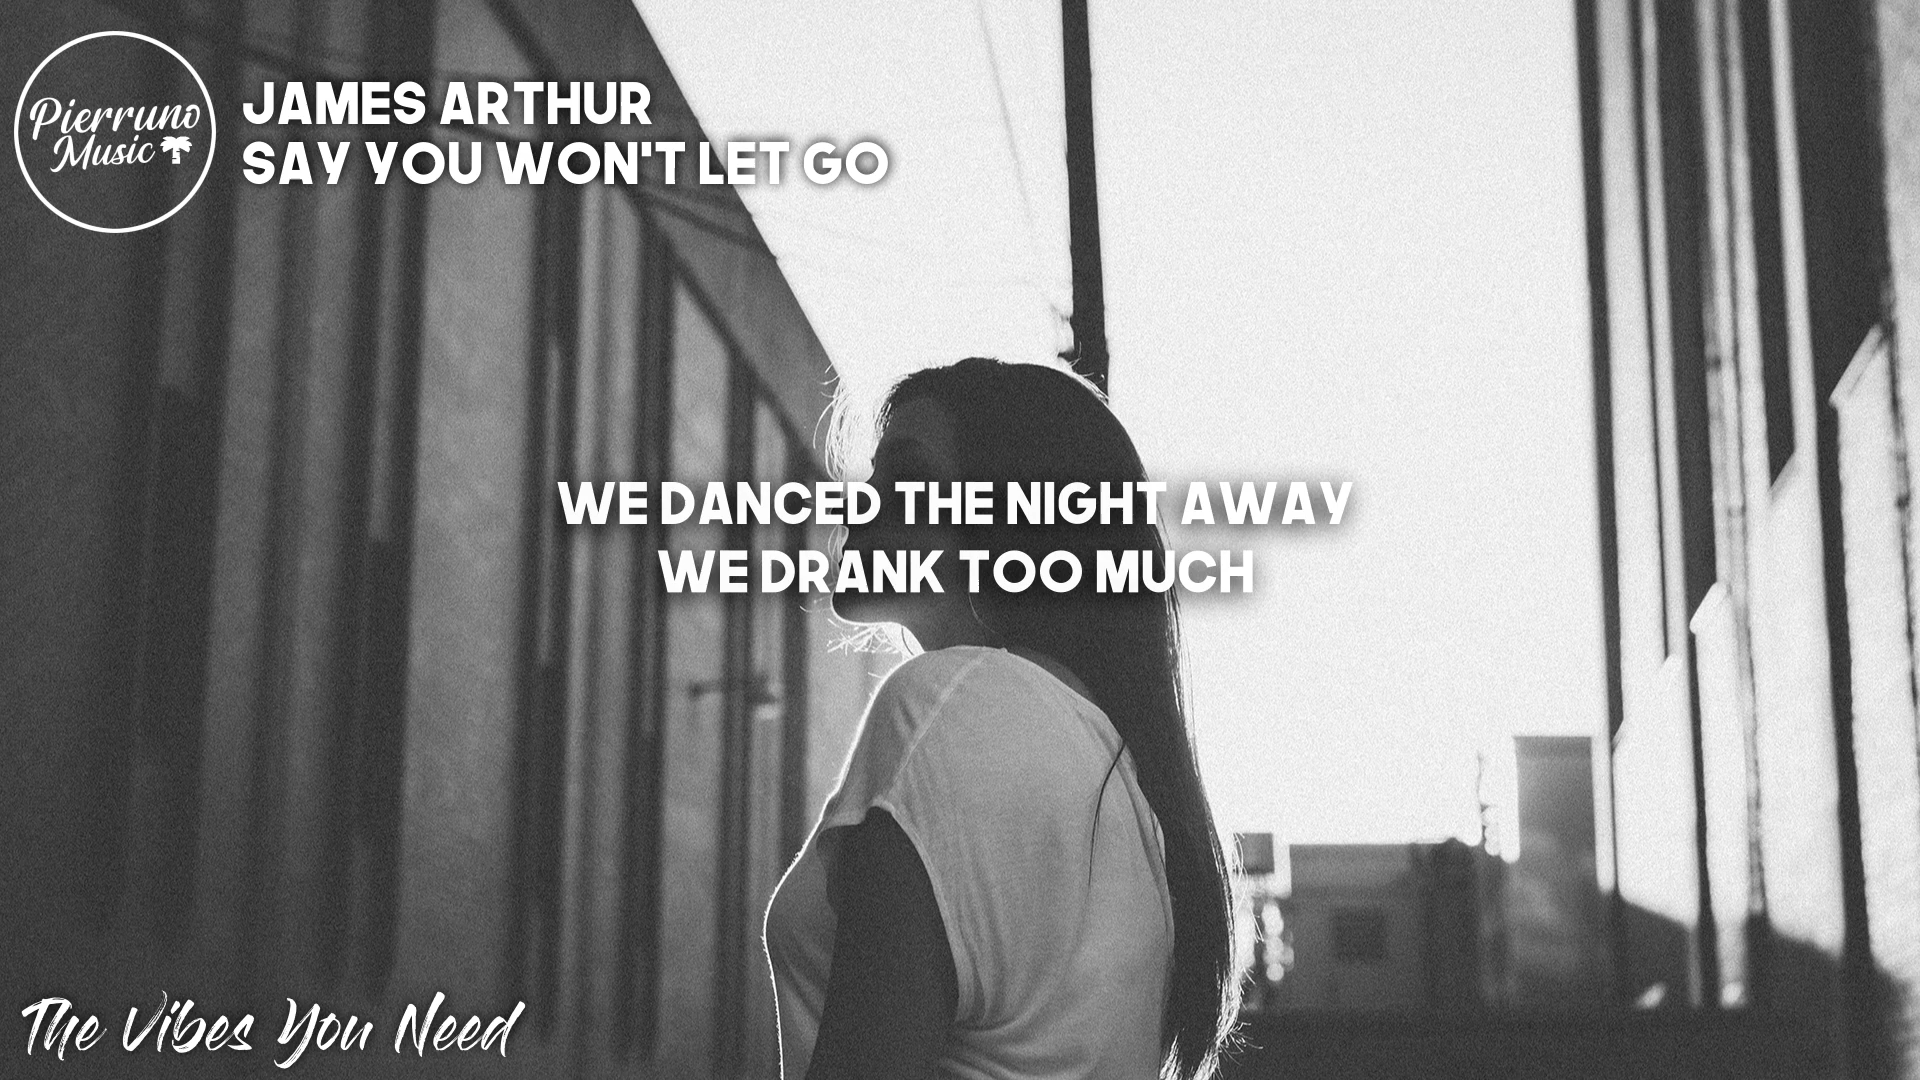 Pierruno
Music
JAMES ARTHUR
SAY YOU WON'T LET GO
WE DANCED THE NIGHT AWAY
WE DRANK TOO MUCH
The Vibes You Need